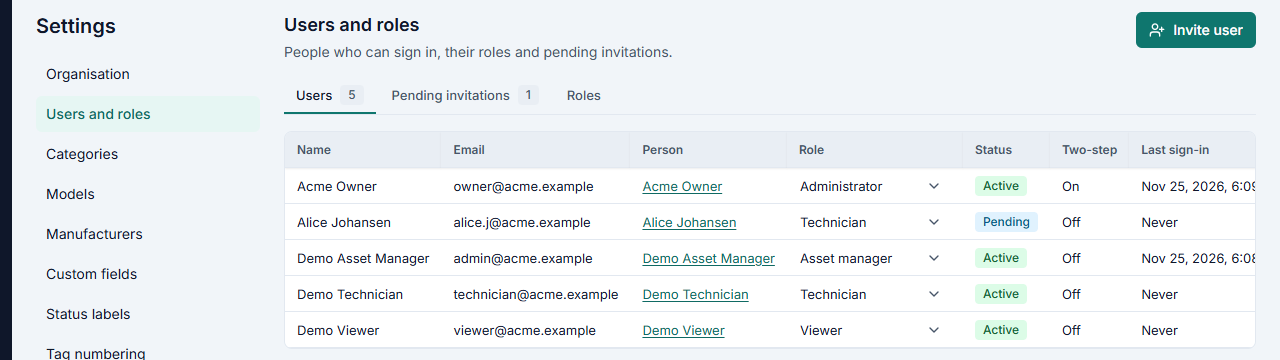 Settings
Organisation
Users and roles
Categories
Models
Manufacturers
Custom fields
Status labels
Tag numbering
Users and roles
People who can sign in, their roles and pending invitations.
Invite user
Users 5 Pending invitations 1 Roles
Name Email Person Role Status Two-step Last sign-in
Acme Owner owner@acme.example Acme Owner Administrator Active On Nov 25, 2026, 6:09
Alice Johansen alice.j@acme.example Alice Johansen Technician Pending Off Never
Demo Asset Manager admin@acme.example Demo Asset Manager Asset manager Active Off Nov 25, 2026, 6:08
Demo Technician technician@acme.example Demo Technician Technician Active Off Never
Demo Viewer viewer@acme.example Demo Viewer Viewer Active Off Never